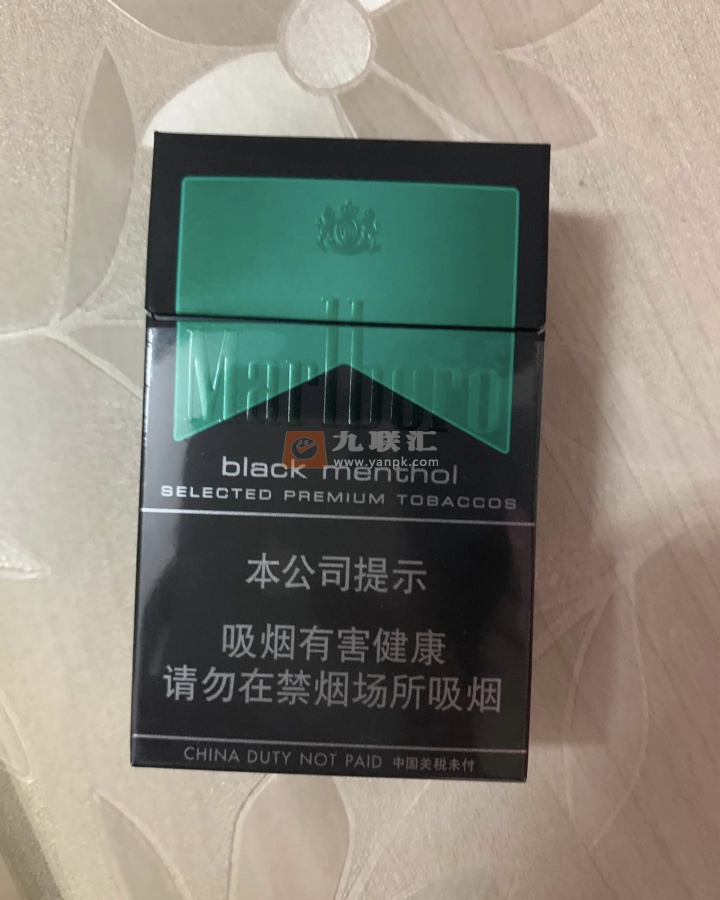 Marlboro
九联汇
www.yanpk.com
black menthol
SELECTED PREMIUM TOBACCOS
本公司提示
吸烟有害健康
请勿在禁烟场所吸烟
CHINA DUTY NOT PAID 中国关税未付